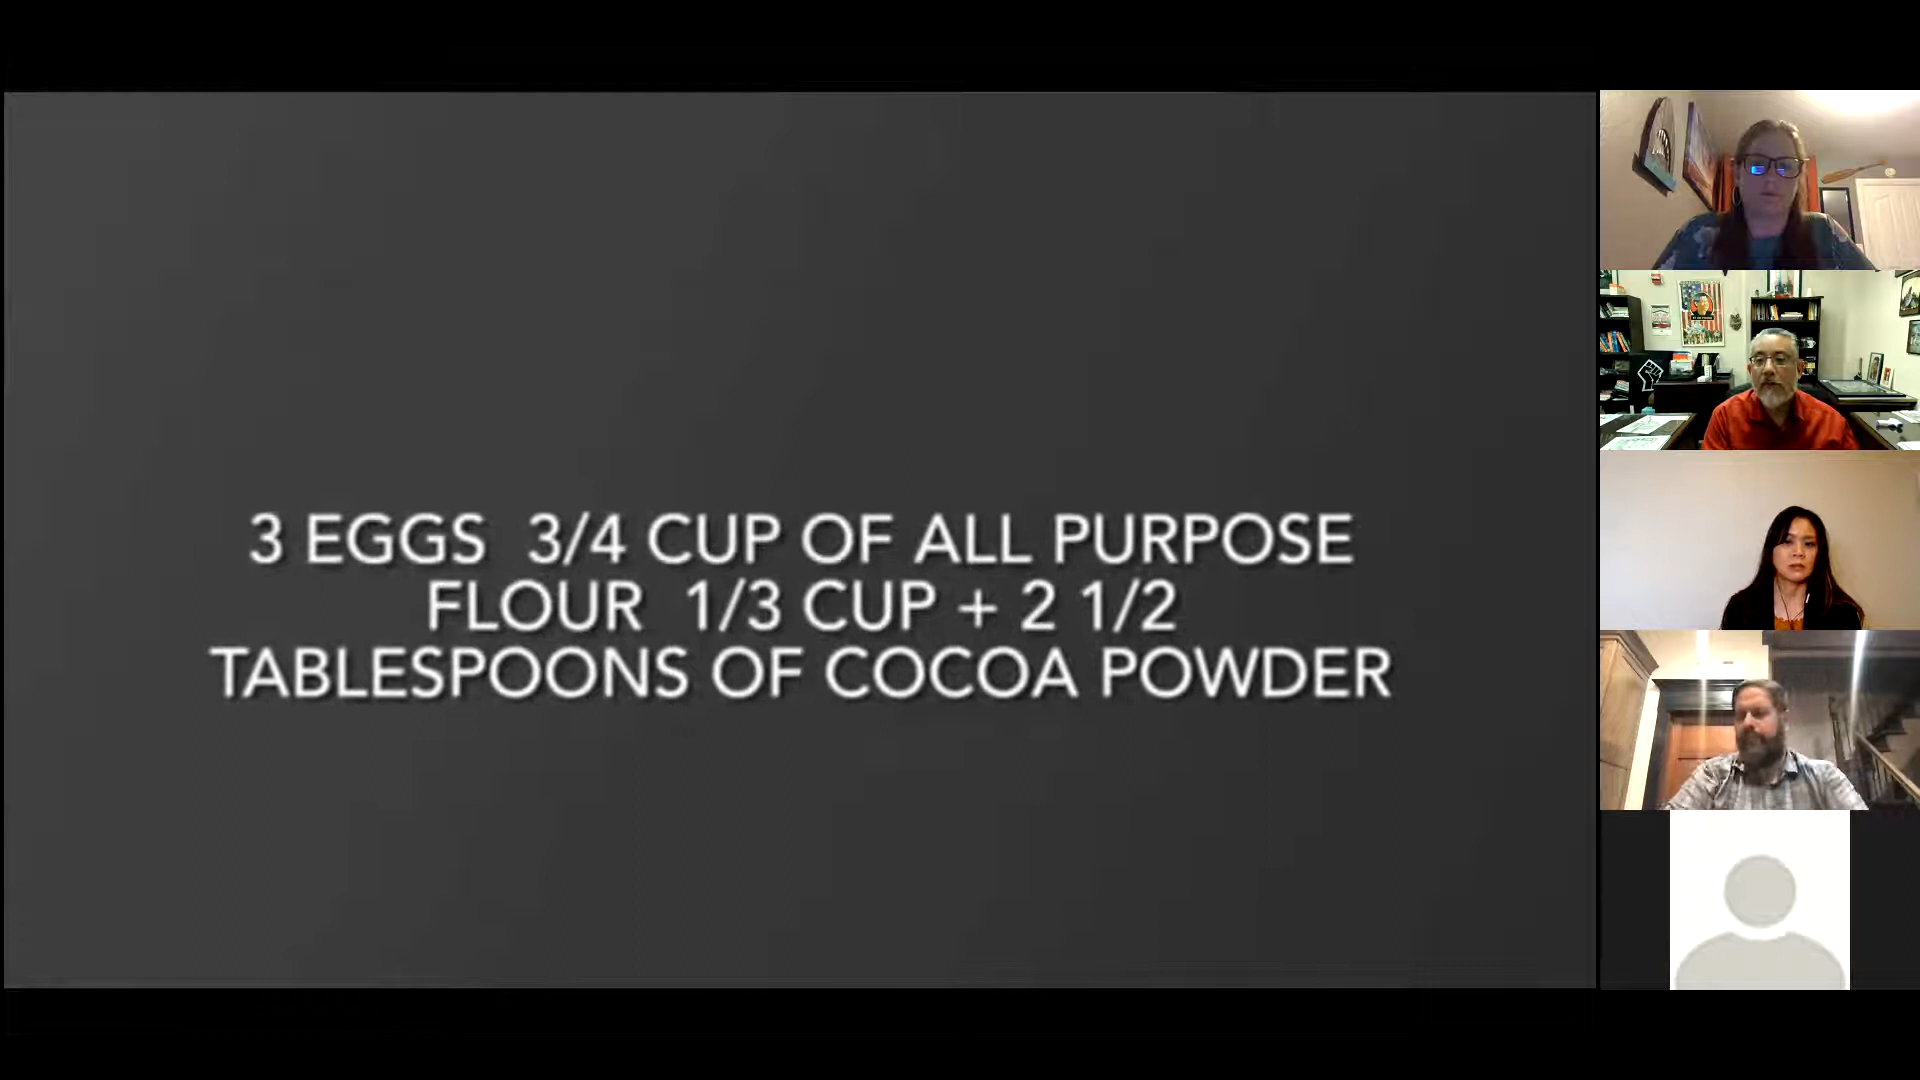 3 EGGS  3/4 CUP OF ALL PURPOSE
FLOUR  1/3 CUP + 2 1/2
TABLESPOONS OF COCOA POWDER